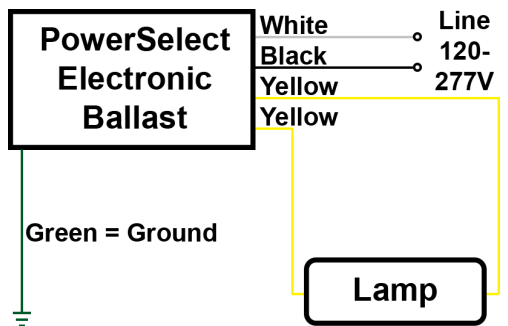 PowerSelect
Electronic
Ballast
White
Black
Yellow
Yellow
Line
120-
277V
Green = Ground
Lamp